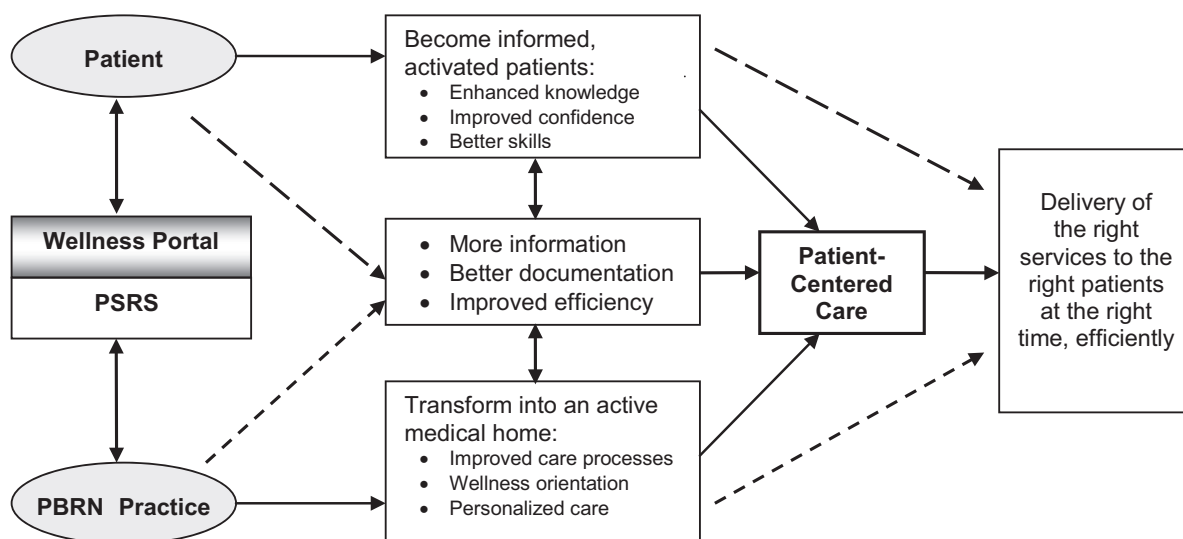 Patient
Wellness Portal
PSRS
PBRN Practice
Become informed,
activated patients:
• Enhanced knowledge
• Improved confidence
• Better skills
• More information
• Better documentation
• Improved efficiency
Transform into an active
medical home:
• Improved care processes
• Wellness orientation
• Personalized care
Patient-
Centered
Care
Delivery of
the right
services to the
right patients
at the right
time, efficiently